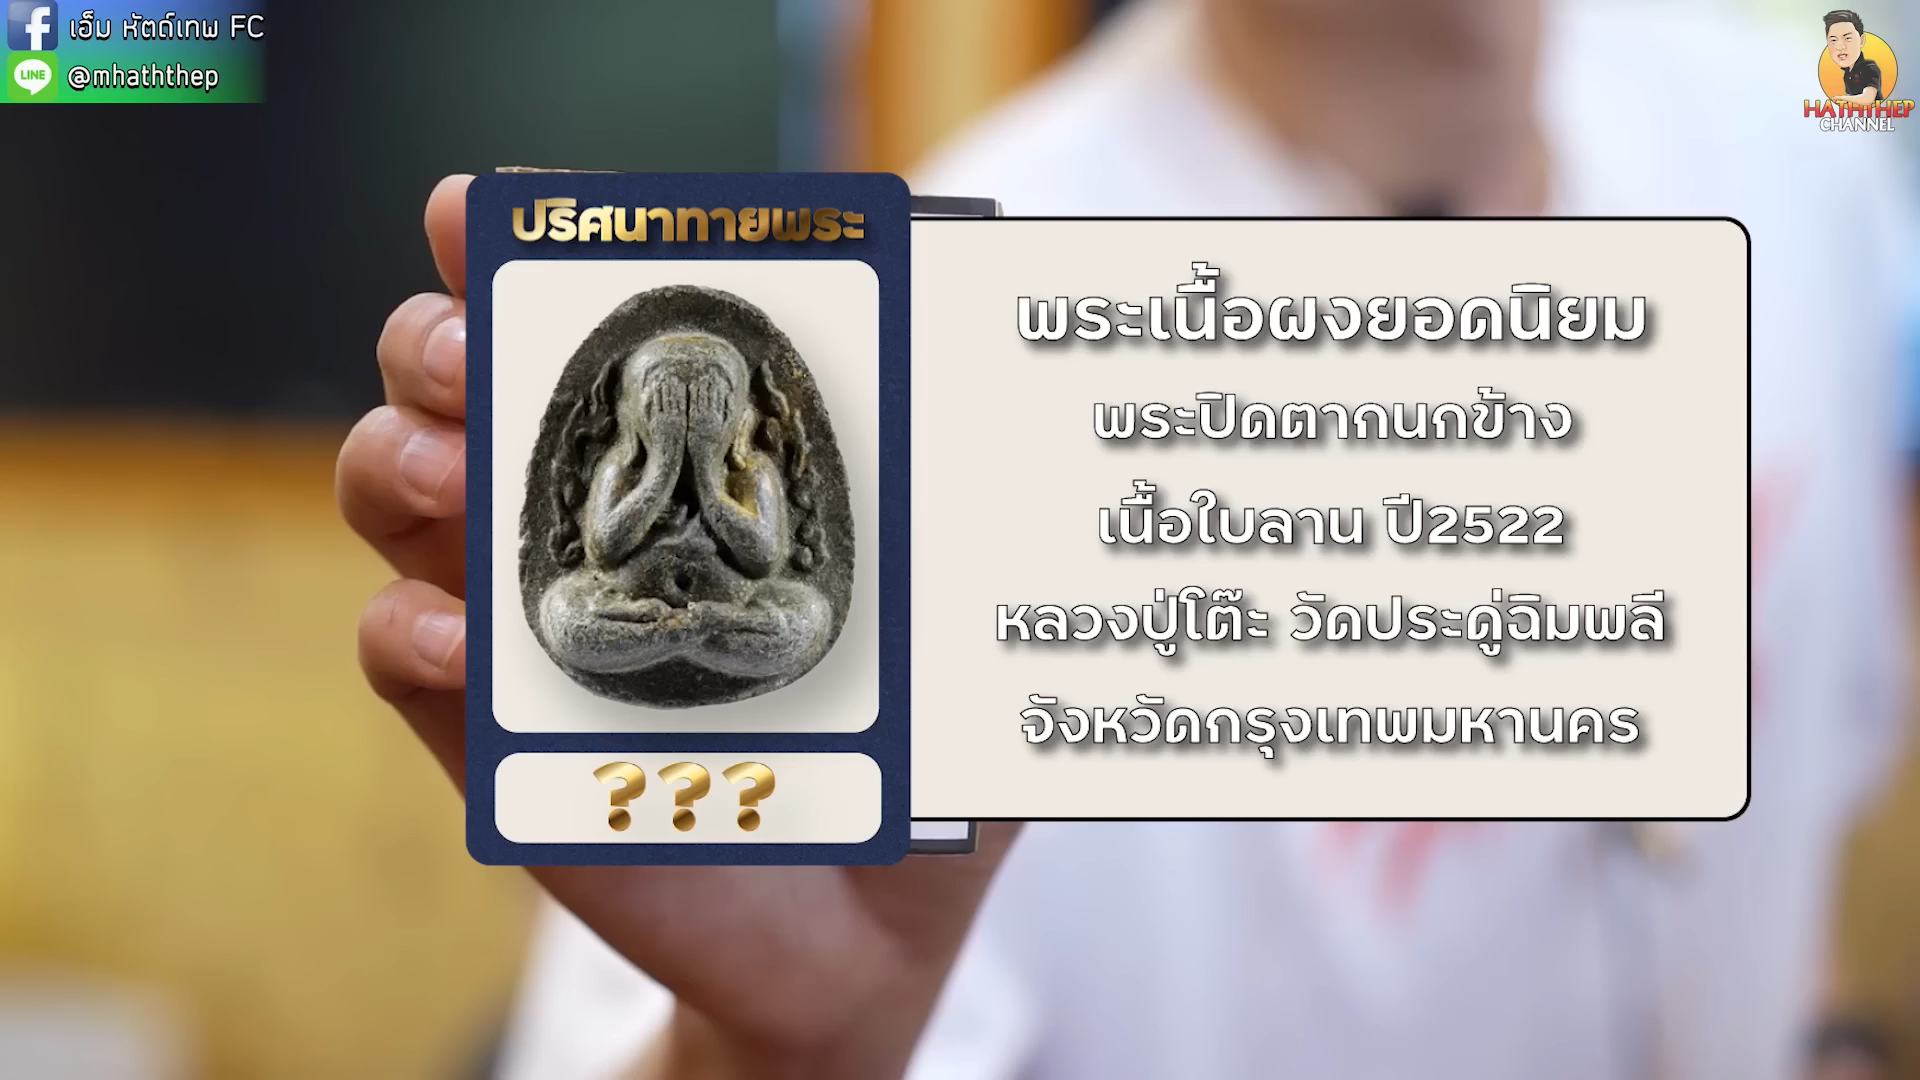 เอ็ม หัตถ์เทพ FC
LINE
@mhaththep
HATHTHEP
CHANNEL
ปริศนาทายพระ
???
พระเนื้อผงยอดนิยม
พระปิดตากนกข้าง
เนื้อใบลาน ปี2522
หลวงปู่โต๊ะ วัดประดู่ฉิมพลี
จังหวัดกรุงเทพมหานคร